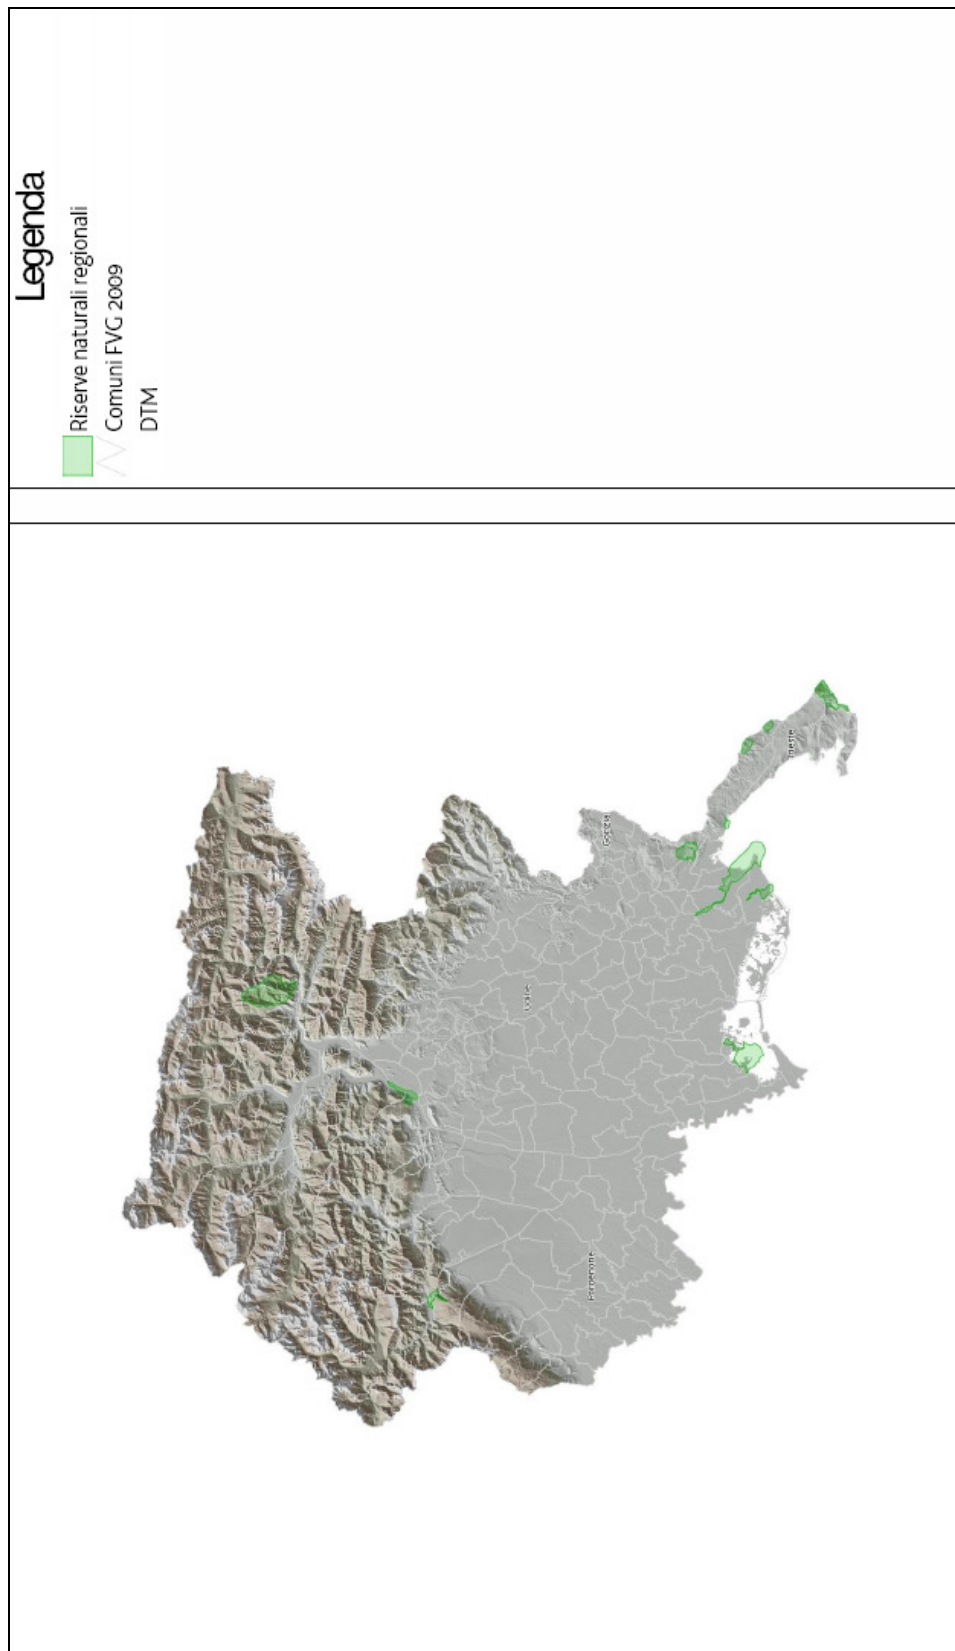 Legenda
Riserve naturali regionali
Comuni FVG 2009
DTM
Pordenone
Udine
Gorizia
Trieste